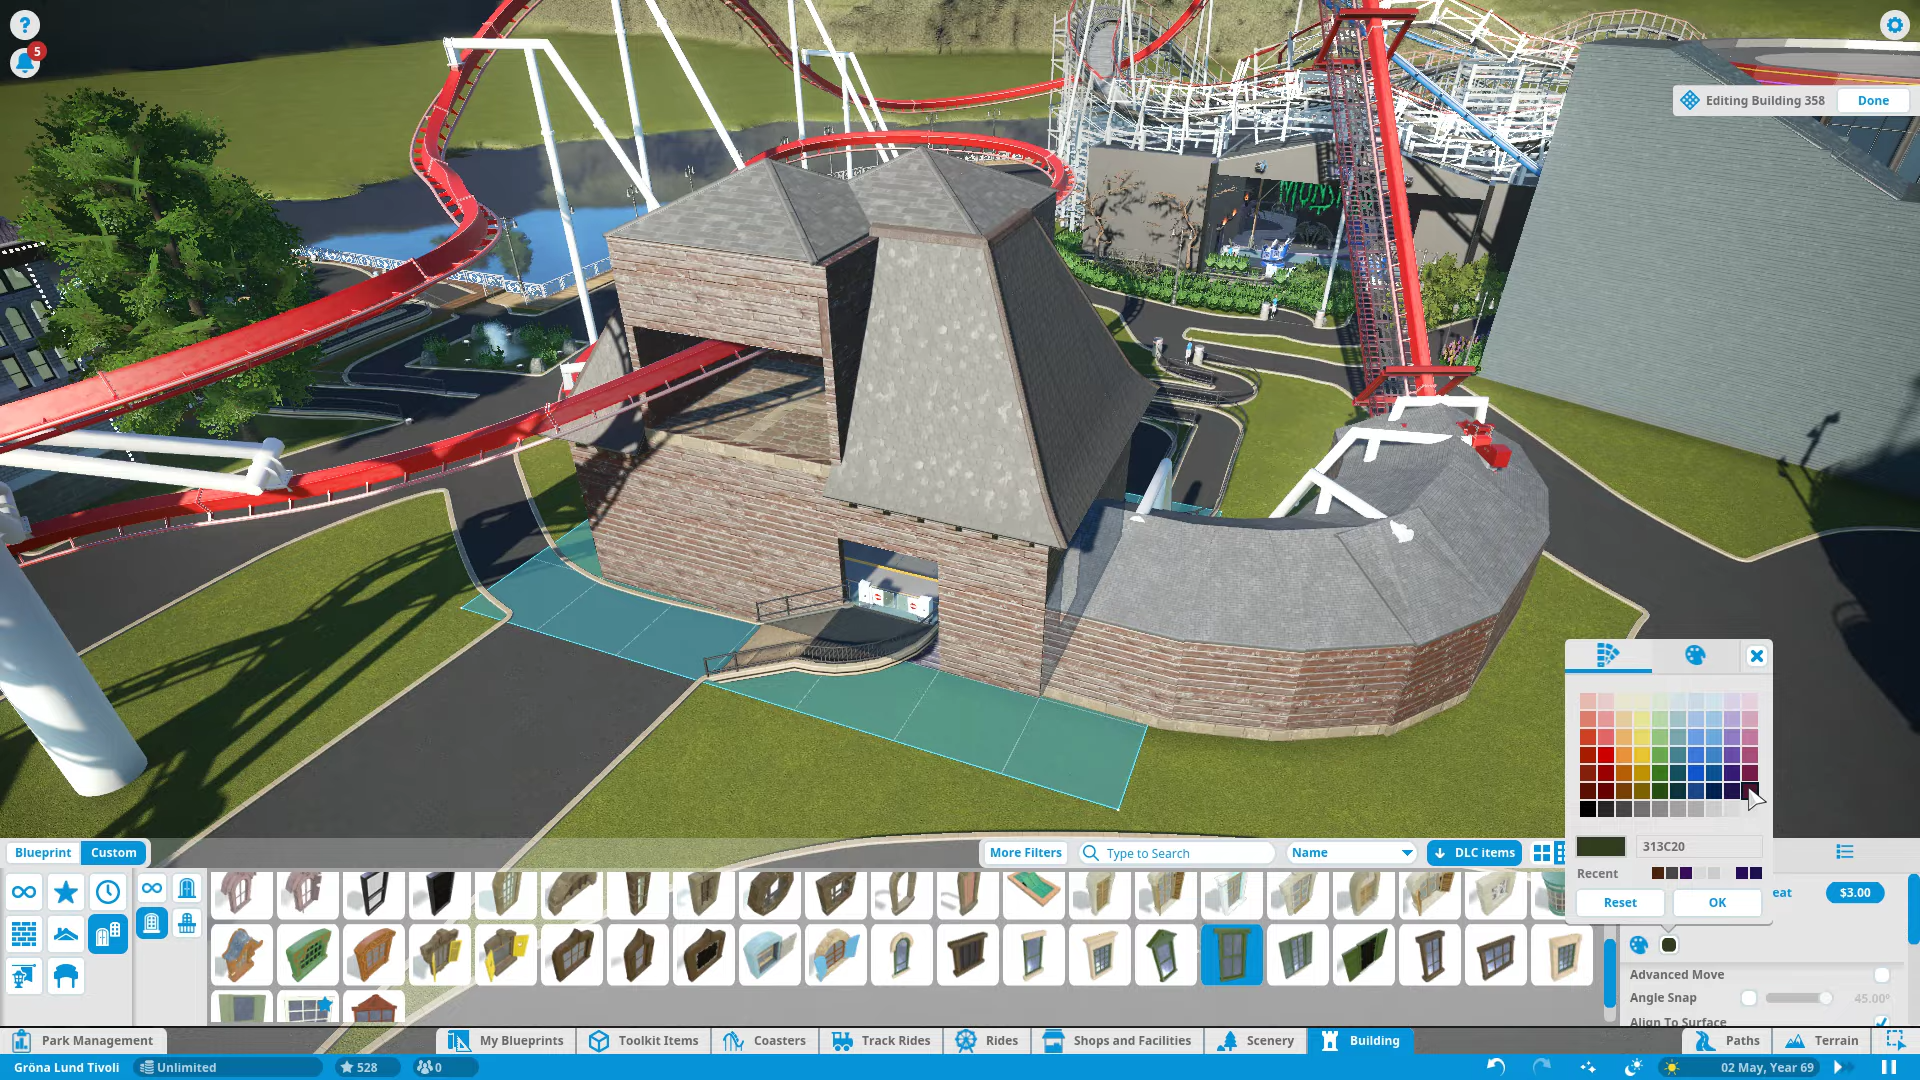 ?
5
Editing Building 358
Done
MON
313C20
Recent
Reset
OK
Blueprint
Custom
More Filters
Type to Search
Name
DLC items
eat
$3.00
Advanced Move
Angle Snap
45.00°
Align To Surface
Park Management
My Blueprints
Toolkit Items
Coasters
Track Rides
Rides
Shops and Facilities
Scenery
Building
Paths
Terrain
Gröna Lund Tivoli
Unlimited
528
0
02 May, Year 69